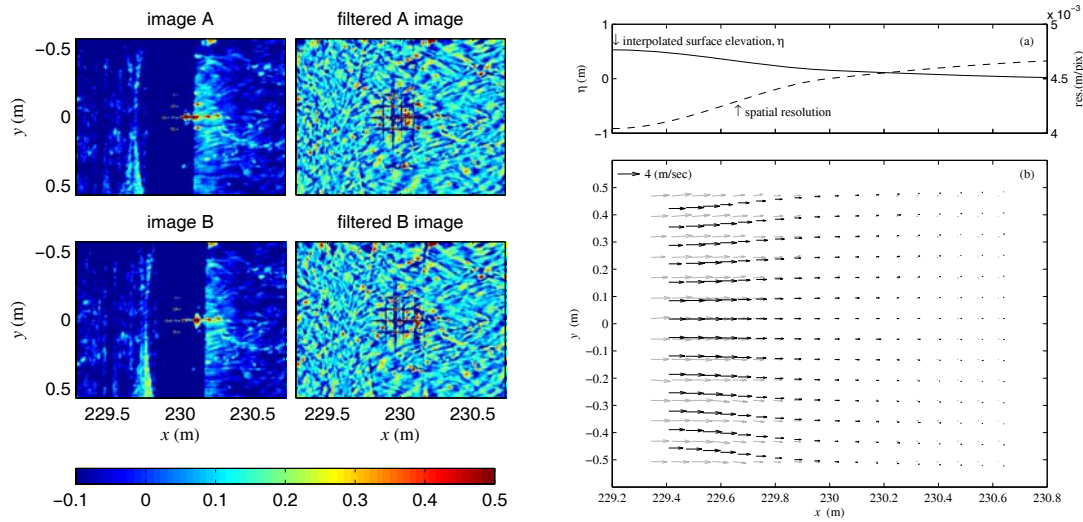 image A
filtered A image
−0.5
0
0.5
y (m)
image B
filtered B image
−0.5
0
0.5
y (m)
229.5 230 230.5
229.5 230 230.5
x (m)
x (m)
−0.1 0 0.1 0.2 0.3 0.4 0.5
x 10⁻³
1
0
−1
η (m)
↓ interpolated surface elevation, η
(a)
↑ spatial resolution
5
4.5
4
res.(m/pix)
4 (m/sec)
(b)
0.5
0.4
0.3
0.2
0.1
0
−0.1
−0.2
−0.3
−0.4
−0.5
y (m)
229.2 229.4 229.6 229.8 230 230.2 230.4 230.6 230.8
x (m)